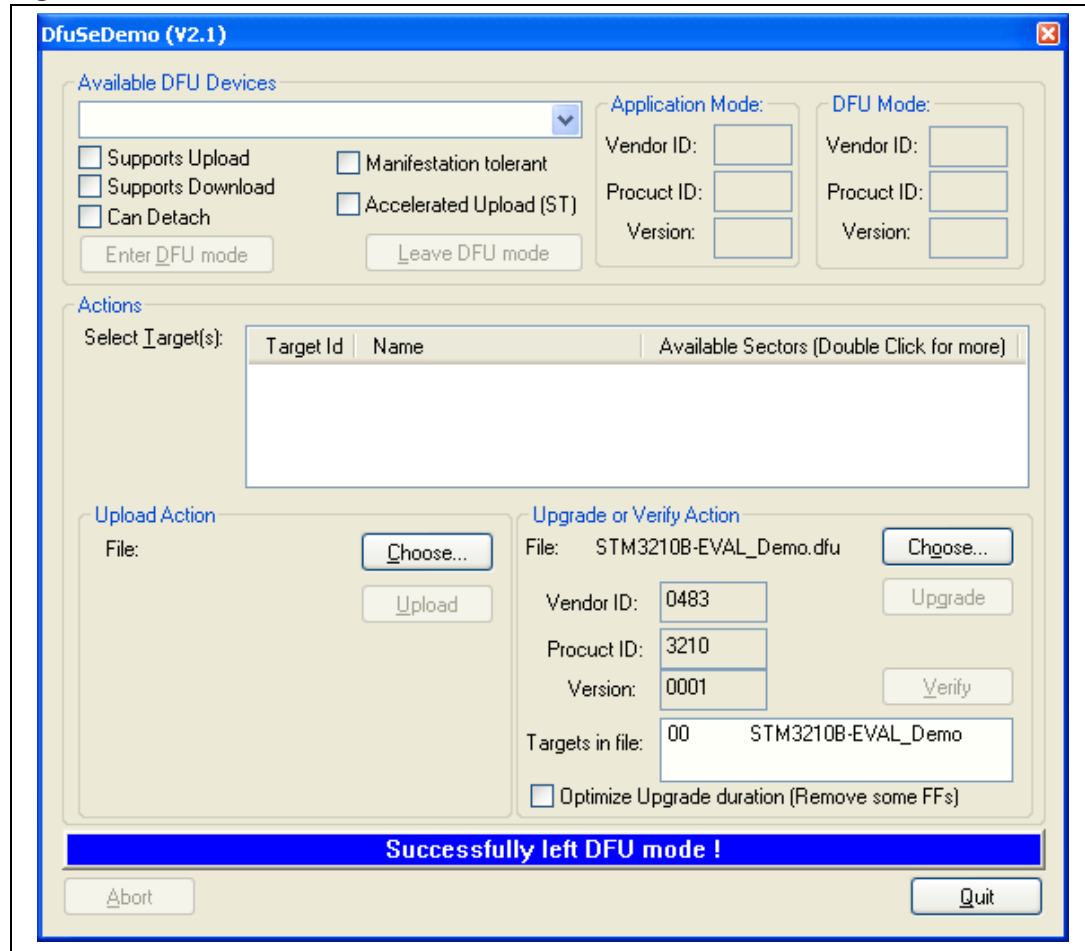 DfuSeDemo (V2.1)
Available DFU Devices
Supports Upload
Supports Download
Can Detach
Manifestation tolerant
Accelerated Upload (ST)
Enter DFU mode
Leave DFU mode
Application Mode:
Vendor ID:
Procuct ID:
Version:
DFU Mode:
Vendor ID:
Procuct ID:
Version:
Actions
Select Target(s):
Target Id Name Available Sectors (Double Click for more)
Upload Action
File:
Choose...
Upload
Upgrade or Verify Action
File: STM3210B-EVAL_Demo.dfu Choose...
Vendor ID: 0483 Upgrade
Procuct ID: 3210
Version: 0001 Verify
Targets in file: 00 STM3210B-EVAL_Demo
Optimize Upgrade duration (Remove some FFs)
Successfully left DFU mode !
Abort Quit